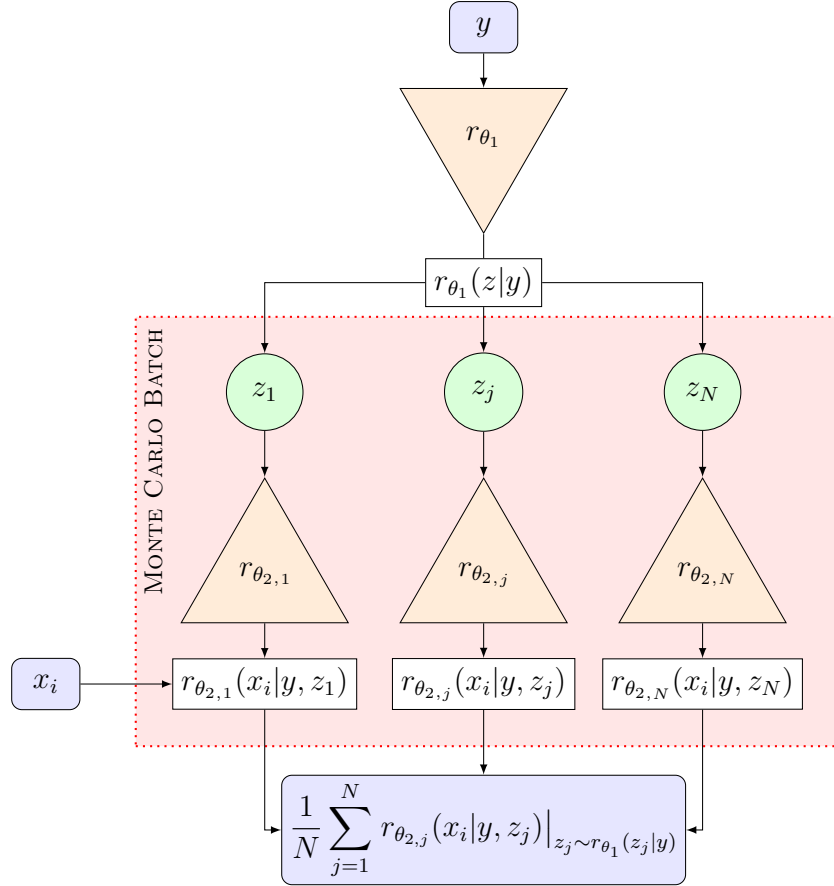 y
r_{θ_1}
r_{θ_1}(z|y)
MONTE CARLO BATCH
z_1 z_j z_N
r_{θ_{2,1}} r_{θ_{2,j}} r_{θ_{2,N}}
x_i r_{θ_{2,1}}(x_i|y, z_1) r_{θ_{2,j}}(x_i|y, z_j) r_{θ_{2,N}}(x_i|y, z_N)
\frac{1}{N} \sum_{j=1}^{N} r_{θ_{2,j}}(x_i|y, z_j)|_{z_j∼r_{θ_1}(z_j|y)}